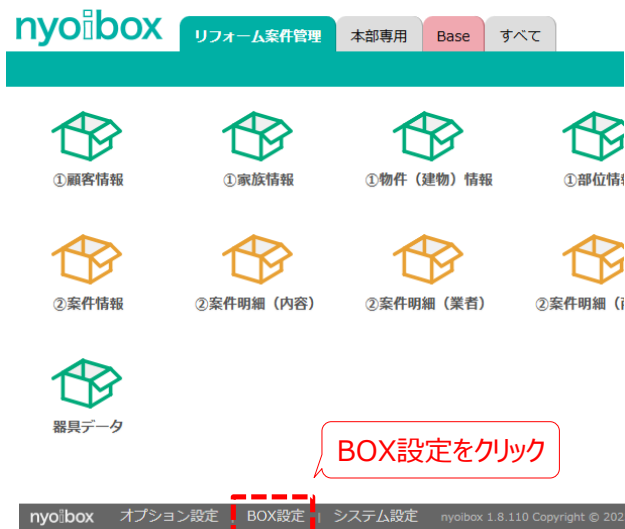 nyoibox リフォーム案件管理 本部専用 Base すべて
①顧客情報 ①家族情報 ①物件（建物）情報 ①部位情
②案件情報 ②案件明細（内容） ②案件明細（業者） ②案件明細（
器具データ
BOX設定をクリック
nyoibox オプション設定 | BOX設定 | システム設定 nyoibox 1.8.110 Copyright © 202